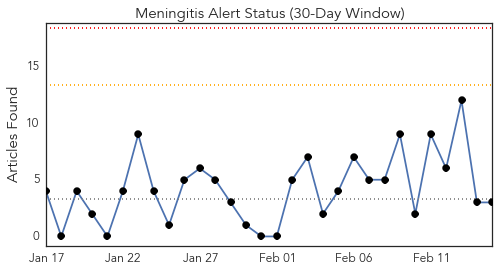 Meningitis Alert Status (30-Day Window)
Articles Found
15
10
5
0
Jan 17 Jan 22 Jan 27 Feb 01 Feb 06 Feb 11